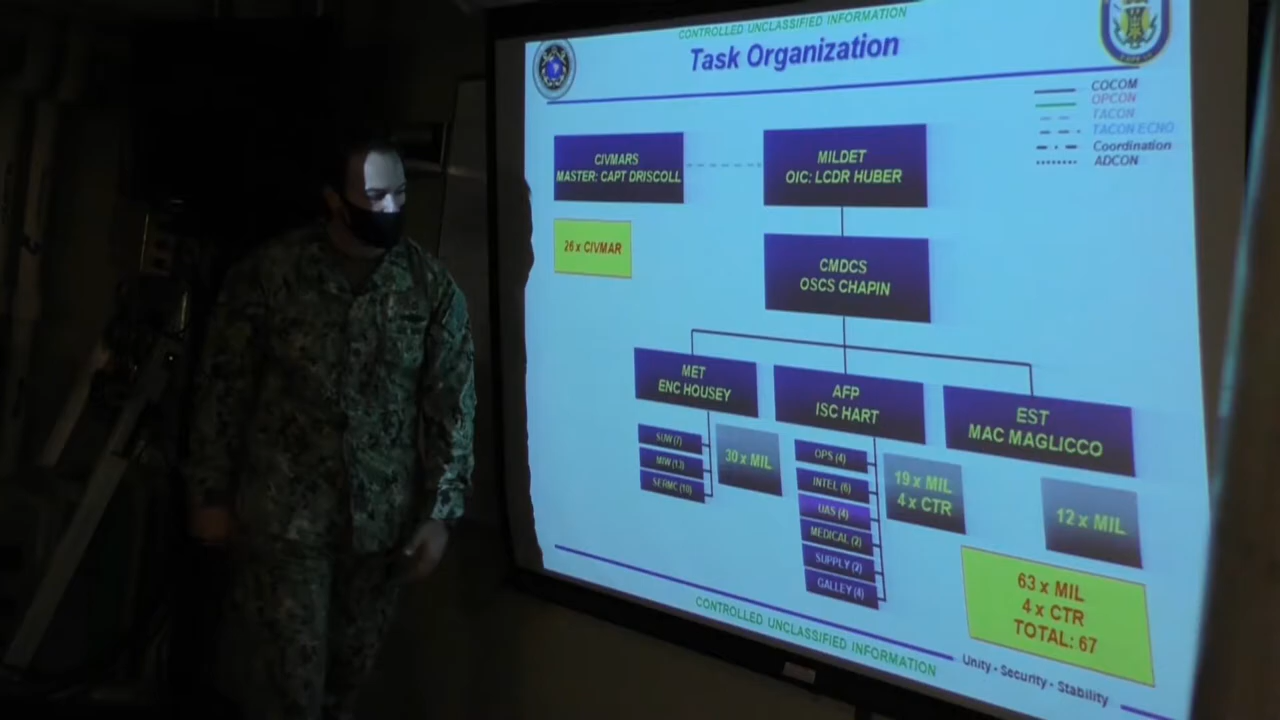 CONTROLLED UNCLASSIFIED INFORMATION
Task Organization
COCOM
OPCON
TACON
TACON ECNO
Coordination
ADCON
CIVMARS
MASTER: CAPT DRISCOLL
MILDET
OIC: LCDR HUBER
26 x CIVMAR
CMDCS
OSCS CHAPIN
MET
ENC HOUSEY
AFP
ISC HART
EST
MAC MAGLICCO
SUW (7)
MIW (13)
SERMC (10)
30 x MIL
OPS (4)
INTEL (6)
UAS (4)
MEDICAL (2)
SUPPLY (2)
GALLEY (4)
19 x MIL
4 x CTR
12 x MIL
63 x MIL
4 x CTR
TOTAL: 67
CONTROLLED UNCLASSIFIED INFORMATION
Unity - Security - Stability